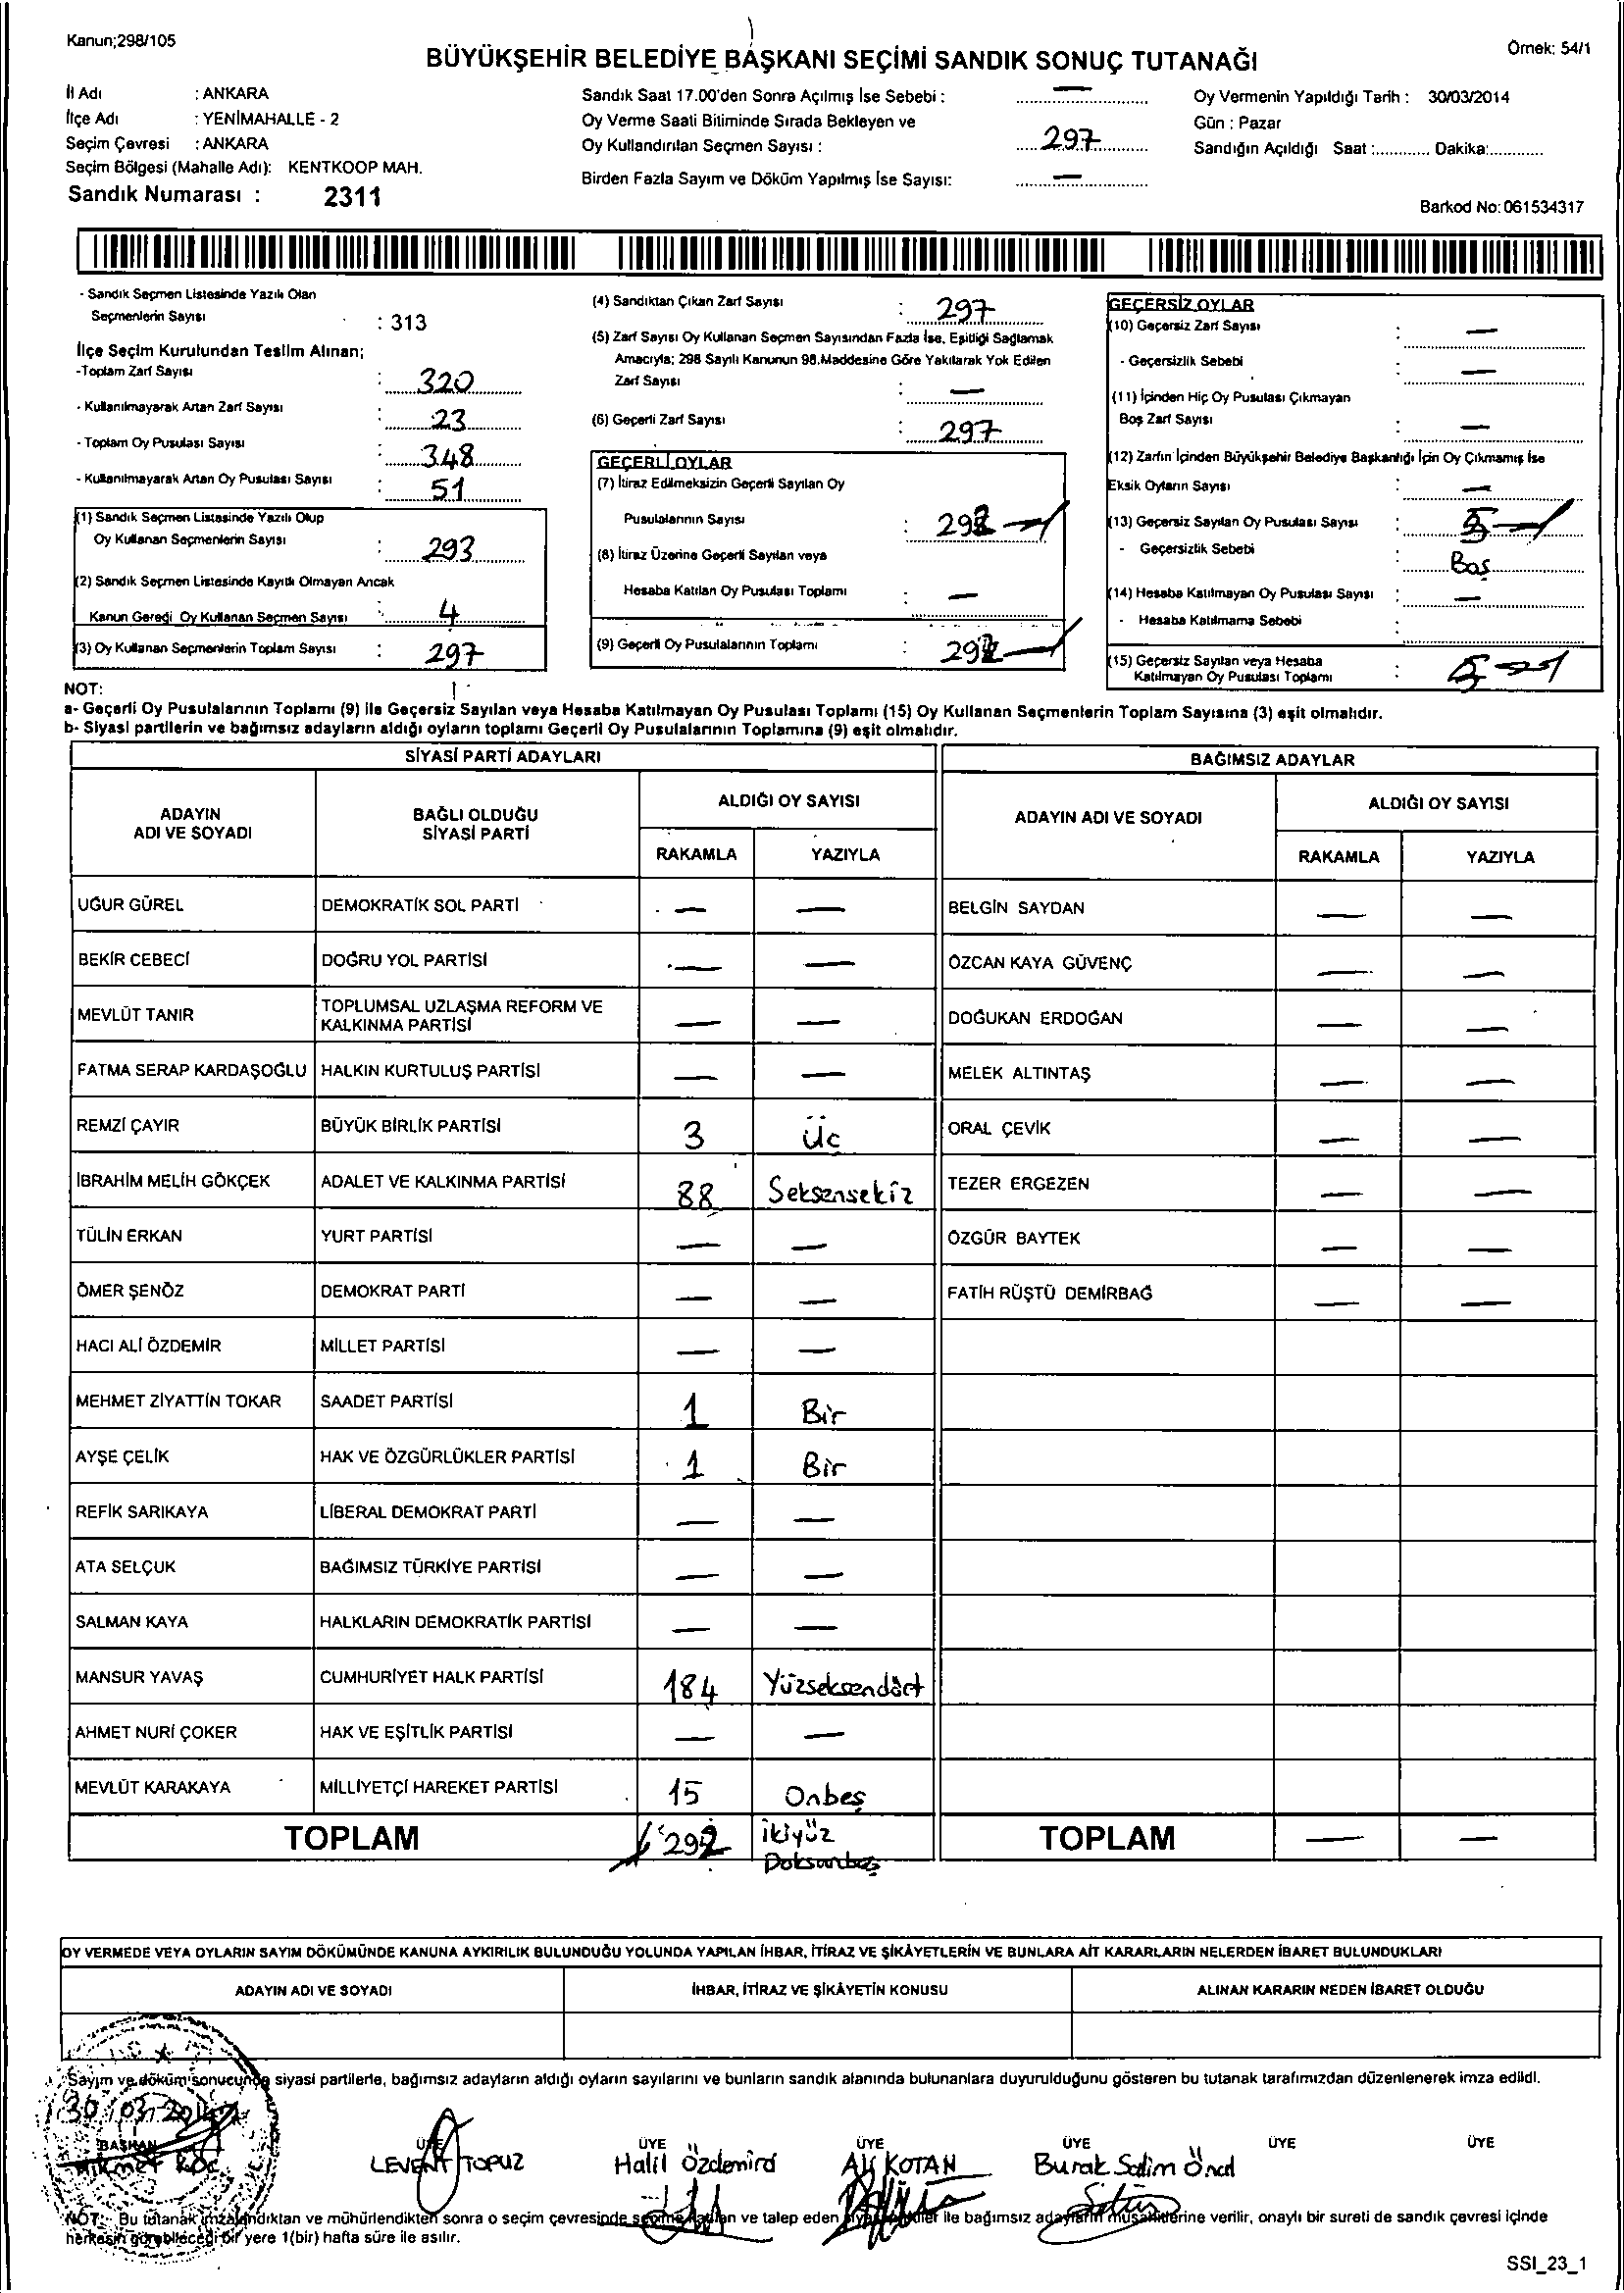 Kanun;298/105
Örnek: 54/1
BÜYÜKŞEHİR BELEDİYE BAŞKANI SEÇİMİ SANDIK SONUÇ TUTANAĞI
İl Adı : ANKARA
İlçe Adı : YENİMAHALLE - 2
Seçim Çevresi : ANKARA
Seçim Bölgesi (Mahalle Adı): KENTKOOP MAH.
Sandık Numarası : 2311
Sandık Saat 17.00'den Sonra Açılmış İse Sebebi : —
Oy Verme Saati Bitiminde Sırada Bekleyen ve
Oy Kullandırılan Seçmen Sayısı : 297
Birden Fazla Sayım ve Döküm Yapılmış İse Sayısı: —
Oy Vermenin Yapıldığı Tarih : 30/03/2014
Gün : Pazar
Sandığın Açıldığı Saat :............ Dakika:............
Barkod No: 061534317
- Sandık Seçmen Listesinde Yazılı Olan
Seçmenlerin Sayısı : 313
İlçe Seçim Kurulundan Teslim Alınan;
-Toplam Zarf Sayısı : 320
- Kullanılmayarak Artan Zarf Sayısı : 23
- Toplam Oy Pusulası Sayısı : 348
- Kullanılmayarak Artan Oy Pusulası Sayısı : 51
(1) Sandık Seçmen Listesinde Yazılı Olup
Oy Kullanan Seçmenlerin Sayısı : 293
(2) Sandık Seçmen Listesinde Kayıtlı Olmayan Ancak
Kanun Gereği Oy Kullanan Seçmen Sayısı : 4
(3) Oy Kullanan Seçmenlerin Toplam Sayısı : 297
(4) Sandıktan Çıkan Zarf Sayısı : 297
(5) Zarf Sayısı Oy Kullanan Seçmen Sayısından Fazla İse, Eşitliği Sağlamak
Amacıyla; 298 Sayılı Kanunun 98.Maddesine Göre Yakılarak Yok Edilen
Zarf Sayısı : —
(6) Geçerli Zarf Sayısı : 297
GEÇERLİ OYLAR
(7) İtiraz Edilmeksizin Geçerli Sayılan Oy
Pusulalarının Sayısı : 292
(8) İtiraz Üzerine Geçerli Sayılan veya
Hesaba Katılan Oy Pusulası Toplamı : —
(9) Geçerli Oy Pusulalarının Toplamı : 292
GEÇERSİZ OYLAR
(10) Geçersiz Zarf Sayısı : —
- Geçersizlik Sebebi : —
(11) İçinden Hiç Oy Pusulası Çıkmayan
Boş Zarf Sayısı : —
(12) Zarfın İçinden Büyükşehir Belediye Başkanlığı İçin Oy Çıkmamış İse
Eksik Oyların Sayısı : —
(13) Geçersiz Sayılan Oy Pusulası Sayısı : 5
- Geçersizlik Sebebi : Boş
(14) Hesaba Katılmayan Oy Pusulası Sayısı : —
- Hesaba Katılmama Sebebi :
(15) Geçersiz Sayılan veya Hesaba
Katılmayan Oy Pusulası Toplamı : 5
NOT:
a- Geçerli Oy Pusulalarının Toplamı (9) ile Geçersiz Sayılan veya Hesaba Katılmayan Oy Pusulası Toplamı (15) Oy Kullanan Seçmenlerin Toplam Sayısına (3) eşit olmalıdır.
b- Siyasi partilerin ve bağımsız adayların aldığı oyların toplamı Geçerli Oy Pusulalarının Toplamına (9) eşit olmalıdır.
SİYASİ PARTİ ADAYLARI
ADAYIN ADI VE SOYADI
BAĞLI OLDUĞU SİYASİ PARTİ
ALDIĞI OY SAYISI
RAKAMLA YAZIYLA
UĞUR GÜREL DEMOKRATİK SOL PARTİ — —
BEKİR CEBECİ DOĞRU YOL PARTİSİ — —
MEVLÜT TANIR TOPLUMSAL UZLAŞMA REFORM VE KALKINMA PARTİSİ — —
FATMA SERAP KARDAŞOĞLU HALKIN KURTULUŞ PARTİSİ — —
REMZİ ÇAYIR BÜYÜK BİRLİK PARTİSİ 3 Üç
İBRAHİM MELİH GÖKÇEK ADALET VE KALKINMA PARTİSİ 88 Seksensekiz
TÜLİN ERKAN YURT PARTİSİ — —
ÖMER ŞENÖZ DEMOKRAT PARTİ — —
HACI ALİ ÖZDEMİR MİLLET PARTİSİ — —
MEHMET ZİYATTİN TOKAR SAADET PARTİSİ 1 Bir
AYŞE ÇELİK HAK VE ÖZGÜRLÜKLER PARTİSİ 1 Bir
REFİK SARIKAYA LİBERAL DEMOKRAT PARTİ — —
ATA SELÇUK BAĞIMSIZ TÜRKİYE PARTİSİ — —
SALMAN KAYA HALKLARIN DEMOKRATİK PARTİSİ — —
MANSUR YAVAŞ CUMHURİYET HALK PARTİSİ 184 Yüzseksendört
AHMET NURİ ÇOKER HAK VE EŞİTLİK PARTİSİ — —
MEVLÜT KARAKAYA MİLLİYETÇİ HAREKET PARTİSİ 15 Onbeş
TOPLAM 292 ikiyüz
Doksanbeş
BAĞIMSIZ ADAYLAR
ADAYIN ADI VE SOYADI
ALDIĞI OY SAYISI
RAKAMLA YAZIYLA
BELGİN SAYDAN — —
ÖZCAN KAYA GÜVENÇ — —
DOĞUKAN ERDOĞAN — —
MELEK ALTINTAŞ — —
ORAL ÇEVİK — —
TEZER ERGEZEN — —
ÖZGÜR BAYTEK — —
FATİH RÜŞTÜ DEMİRBAĞ — —
TOPLAM — —
OY VERMEDE VEYA OYLARIN SAYIM DÖKÜMÜNDE KANUNA AYKIRILIK BULUNDUĞU YOLUNDA YAPILAN İHBAR, İTİRAZ VE ŞİKÂYETLERİN VE BUNLARA AİT KARARLARIN NELERDEN İBARET BULUNDUKLARI
ADAYIN ADI VE SOYADI
İHBAR, İTİRAZ VE ŞİKÂYETİN KONUSU
ALINAN KARARIN NEDEN İBARET OLDUĞU
Sayım ve döküm sonucunda siyasi partilerle, bağımsız adayların aldığı oyların sayılarını ve bunların sandık alanında bulunanlara duyurulduğunu gösteren bu tutanak tarafımızdan düzenlenerek imza edildi.
30/03/2014
BAŞKAN ÜYE ÜYE ÜYE ÜYE ÜYE ÜYE
Hikmet KOÇ LEVENT TOPUZ Halil Özdemird Ali KOTAN Burak Salim Öncel
NOT:- Bu tutanak imzalandıktan ve mühürlendikten sonra o seçim çevresinde seçime katılan ve talep eden siyasi partiler ile bağımsız adayların müşahitlerine verilir, onaylı bir sureti de sandık çevresi içinde
herkesin görebileceği bir yere 1(bir) hafta süre ile asılır.
SSI_23_1